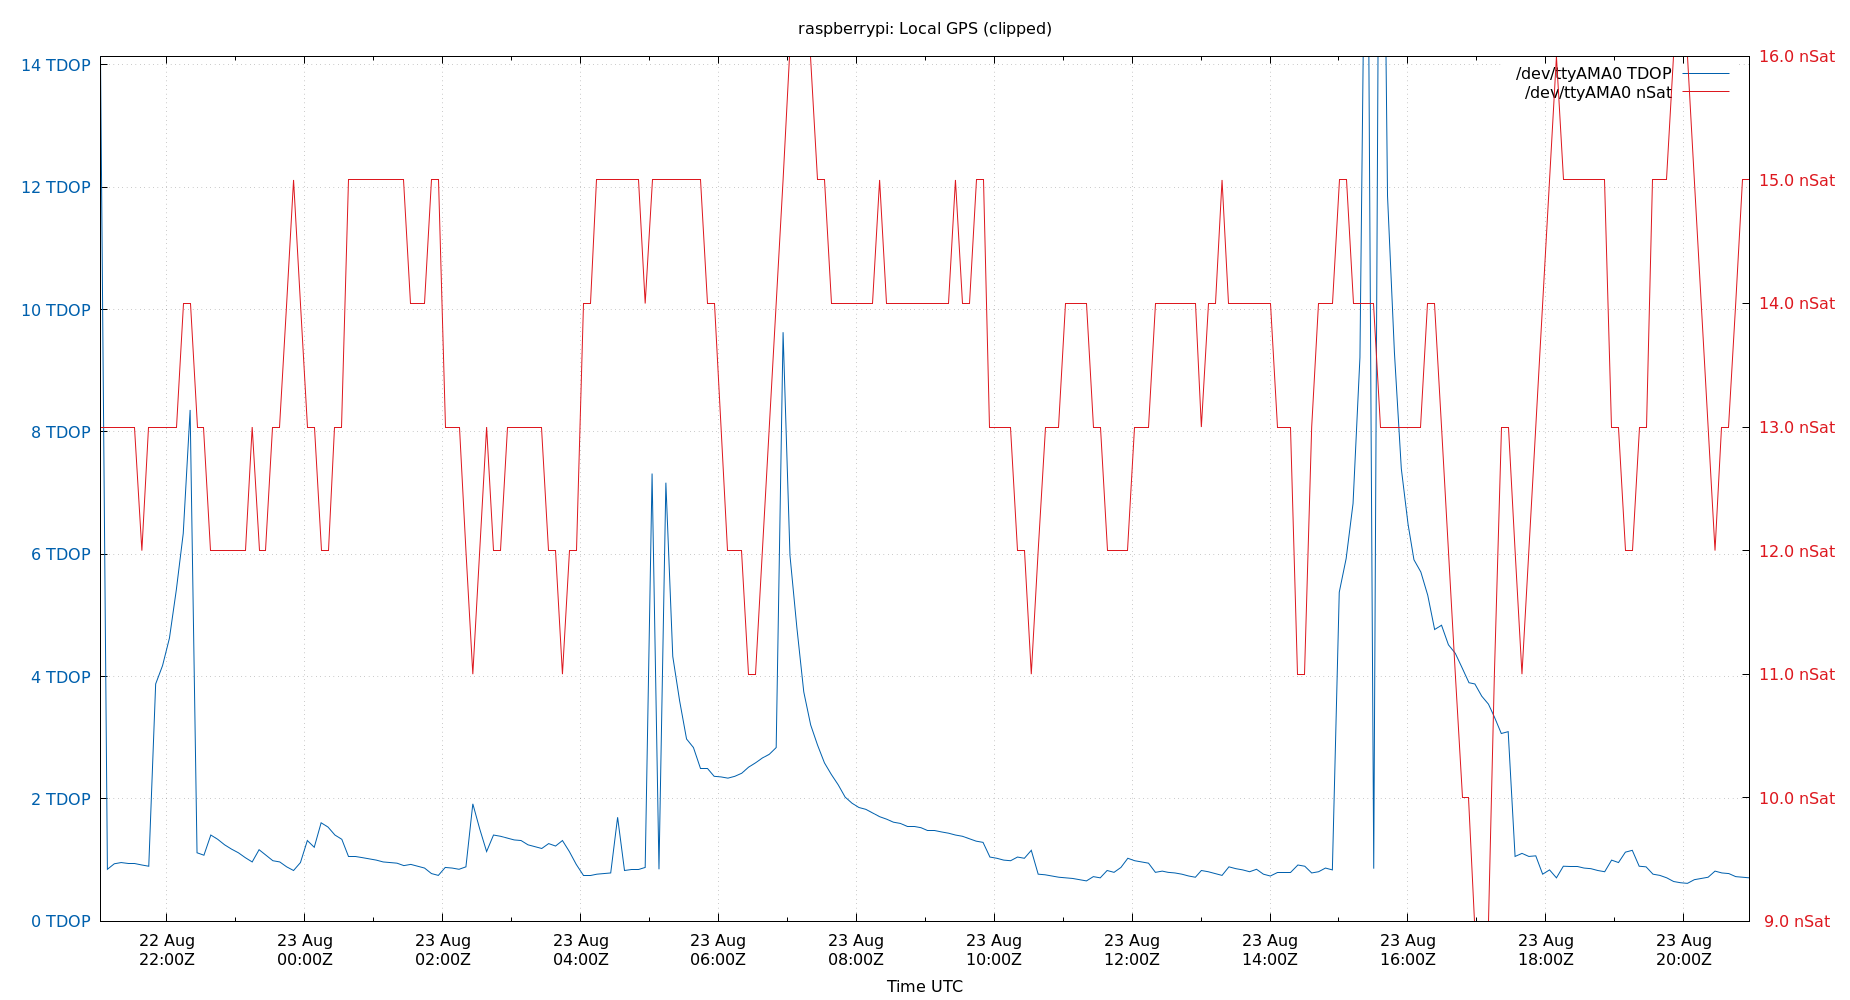 raspberrypi: Local GPS (clipped)
14 TDOP
12 TDOP
10 TDOP
8 TDOP
6 TDOP
4 TDOP
2 TDOP
0 TDOP
16.0 nSat
15.0 nSat
14.0 nSat
13.0 nSat
12.0 nSat
11.0 nSat
10.0 nSat
9.0 nSat
/dev/ttyAMA0 TDOP
/dev/ttyAMA0 nSat
22 Aug
22:00Z
23 Aug
00:00Z
23 Aug
02:00Z
23 Aug
04:00Z
23 Aug
06:00Z
23 Aug
08:00Z
23 Aug
10:00Z
23 Aug
12:00Z
23 Aug
14:00Z
23 Aug
16:00Z
23 Aug
18:00Z
23 Aug
20:00Z
Time UTC